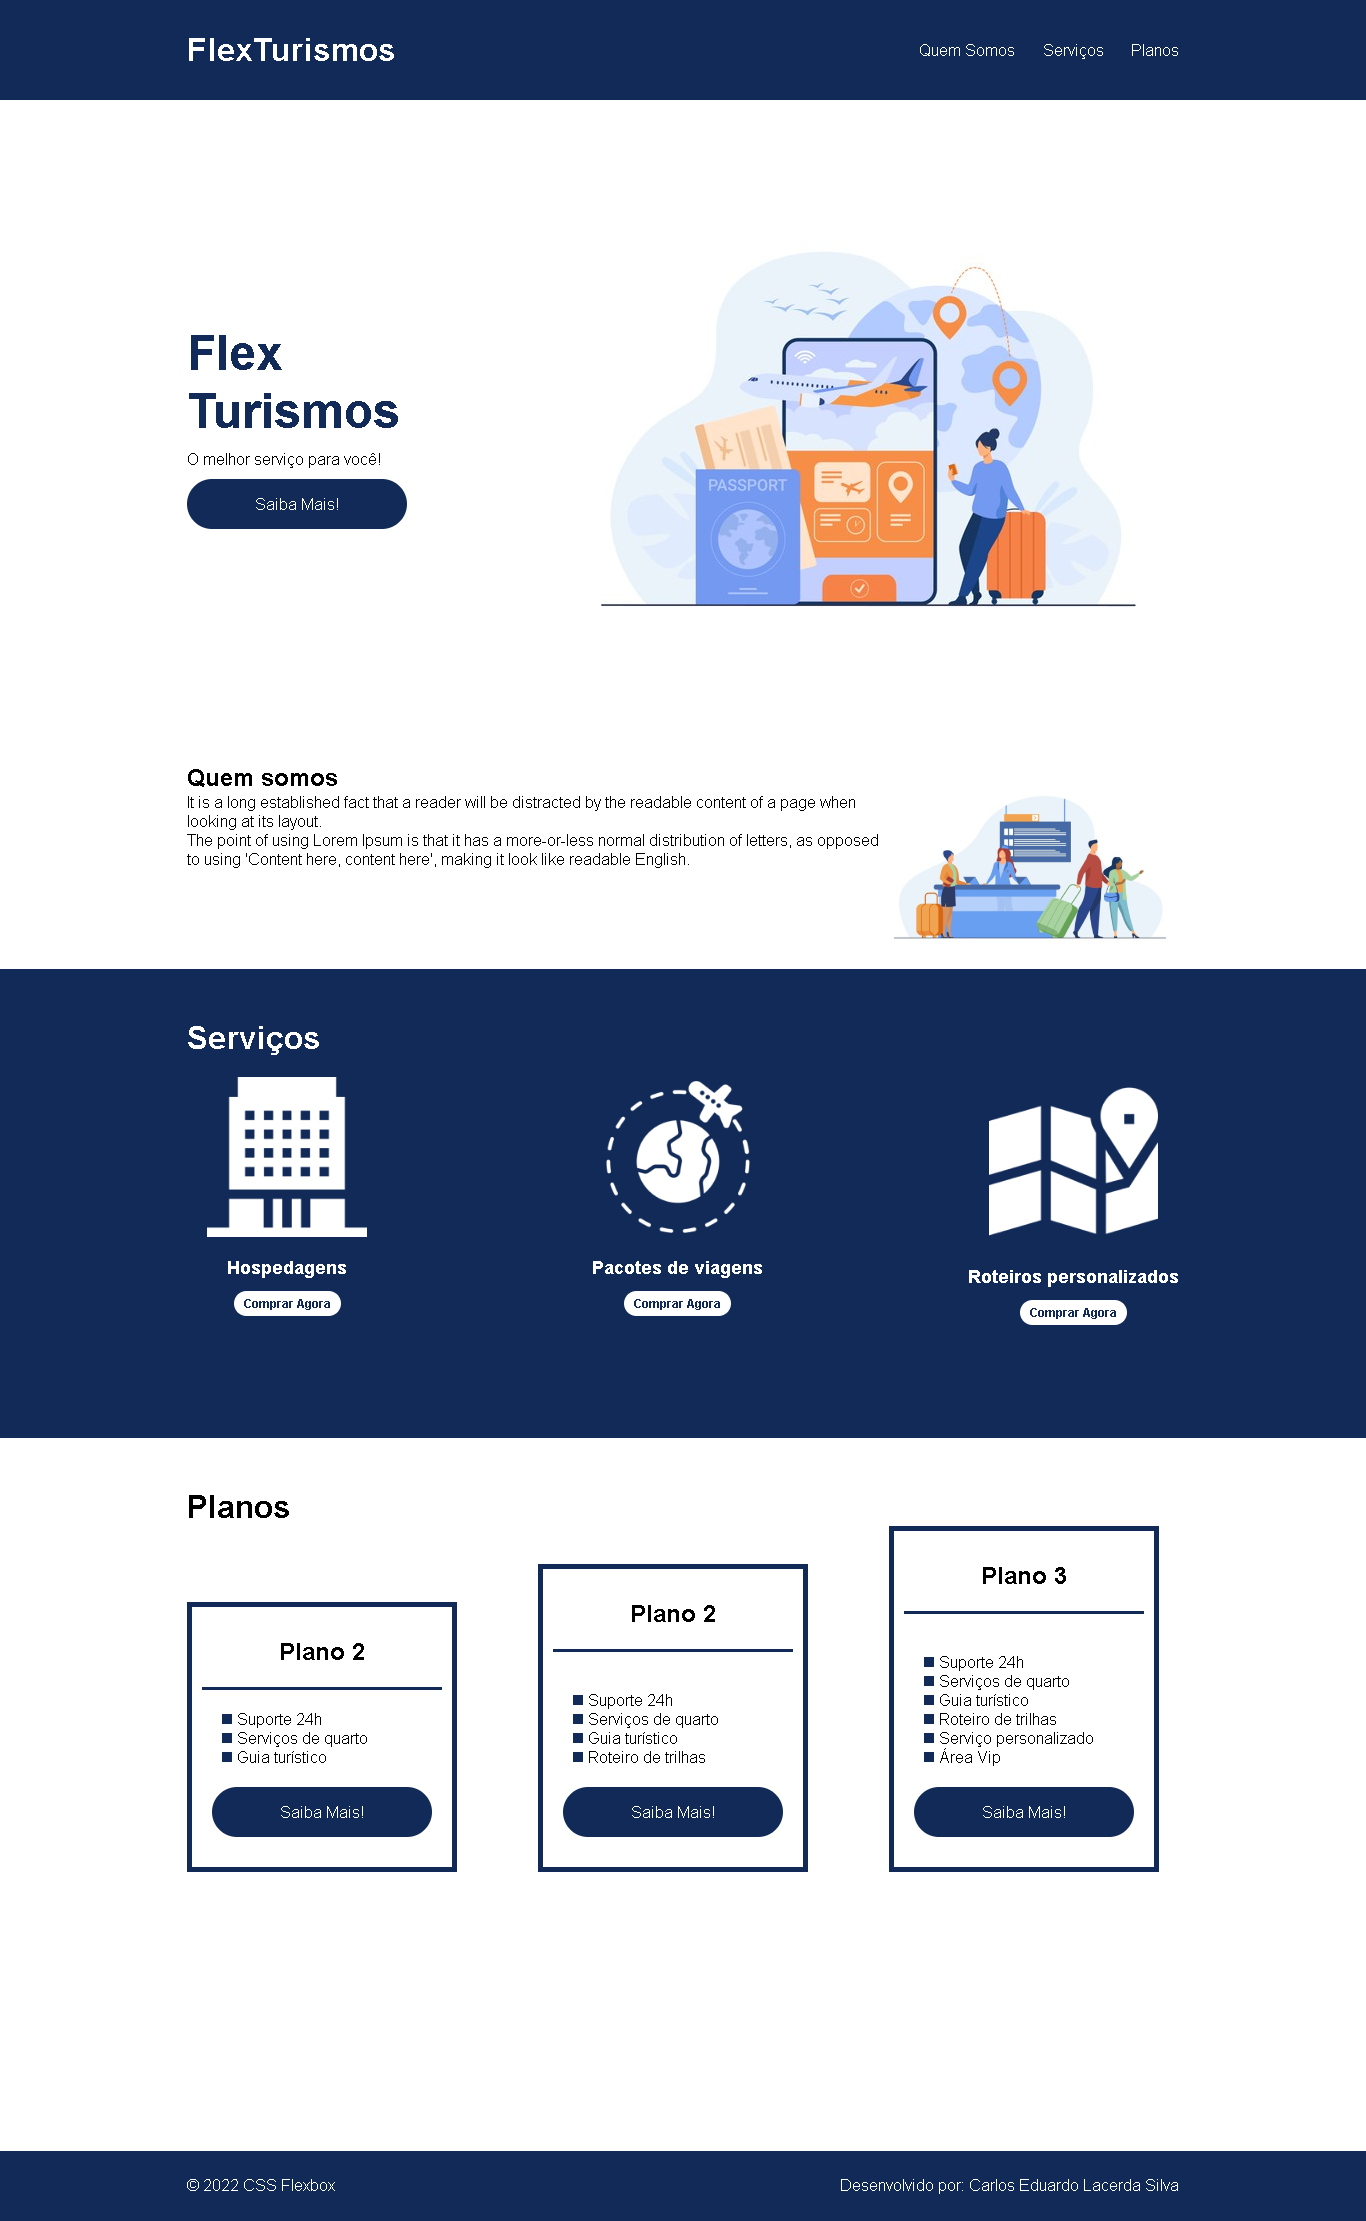 FlexTurismos
Quem Somos Serviços Planos
Flex
Turismos
O melhor serviço para você!
Saiba Mais!
PASSPORT
Quem somos
It is a long established fact that a reader will be distracted by the readable content of a page when
looking at its layout.
The point of using Lorem Ipsum is that it has a more-or-less normal distribution of letters, as opposed
to using 'Content here, content here', making it look like readable English.
Serviços
Hospedagens
Comprar Agora
Pacotes de viagens
Comprar Agora
Roteiros personalizados
Comprar Agora
Planos
Plano 2
Suporte 24h
Serviços de quarto
Guia turístico
Saiba Mais!
Plano 2
Suporte 24h
Serviços de quarto
Guia turístico
Roteiro de trilhas
Saiba Mais!
Plano 3
Suporte 24h
Serviços de quarto
Guia turístico
Roteiro de trilhas
Serviço personalizado
Área Vip
Saiba Mais!
© 2022 CSS Flexbox
Desenvolvido por: Carlos Eduardo Lacerda Silva